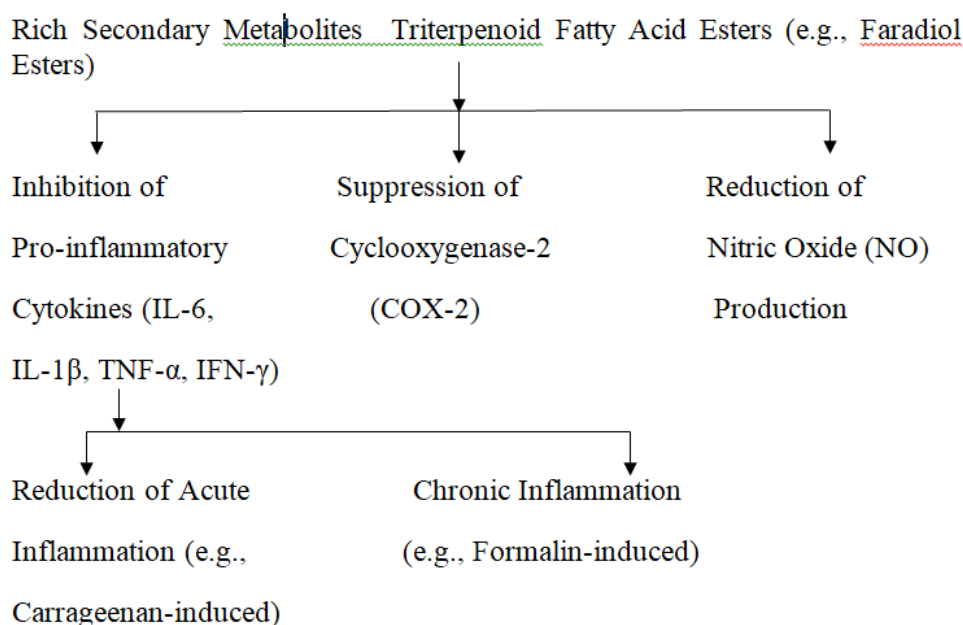 Rich Secondary Metabolites Triterpenoid Fatty Acid Esters (e.g., Faradiol
Esters)
Inhibition of
Pro-inflammatory
Cytokines (IL-6,
IL-1β, TNF-α, IFN-γ)
Suppression of
Cyclooxygenase-2
(COX-2)
Reduction of
Nitric Oxide (NO)
Production
Reduction of Acute
Inflammation (e.g.,
Carrageenan-induced)
Chronic Inflammation
(e.g., Formalin-induced)